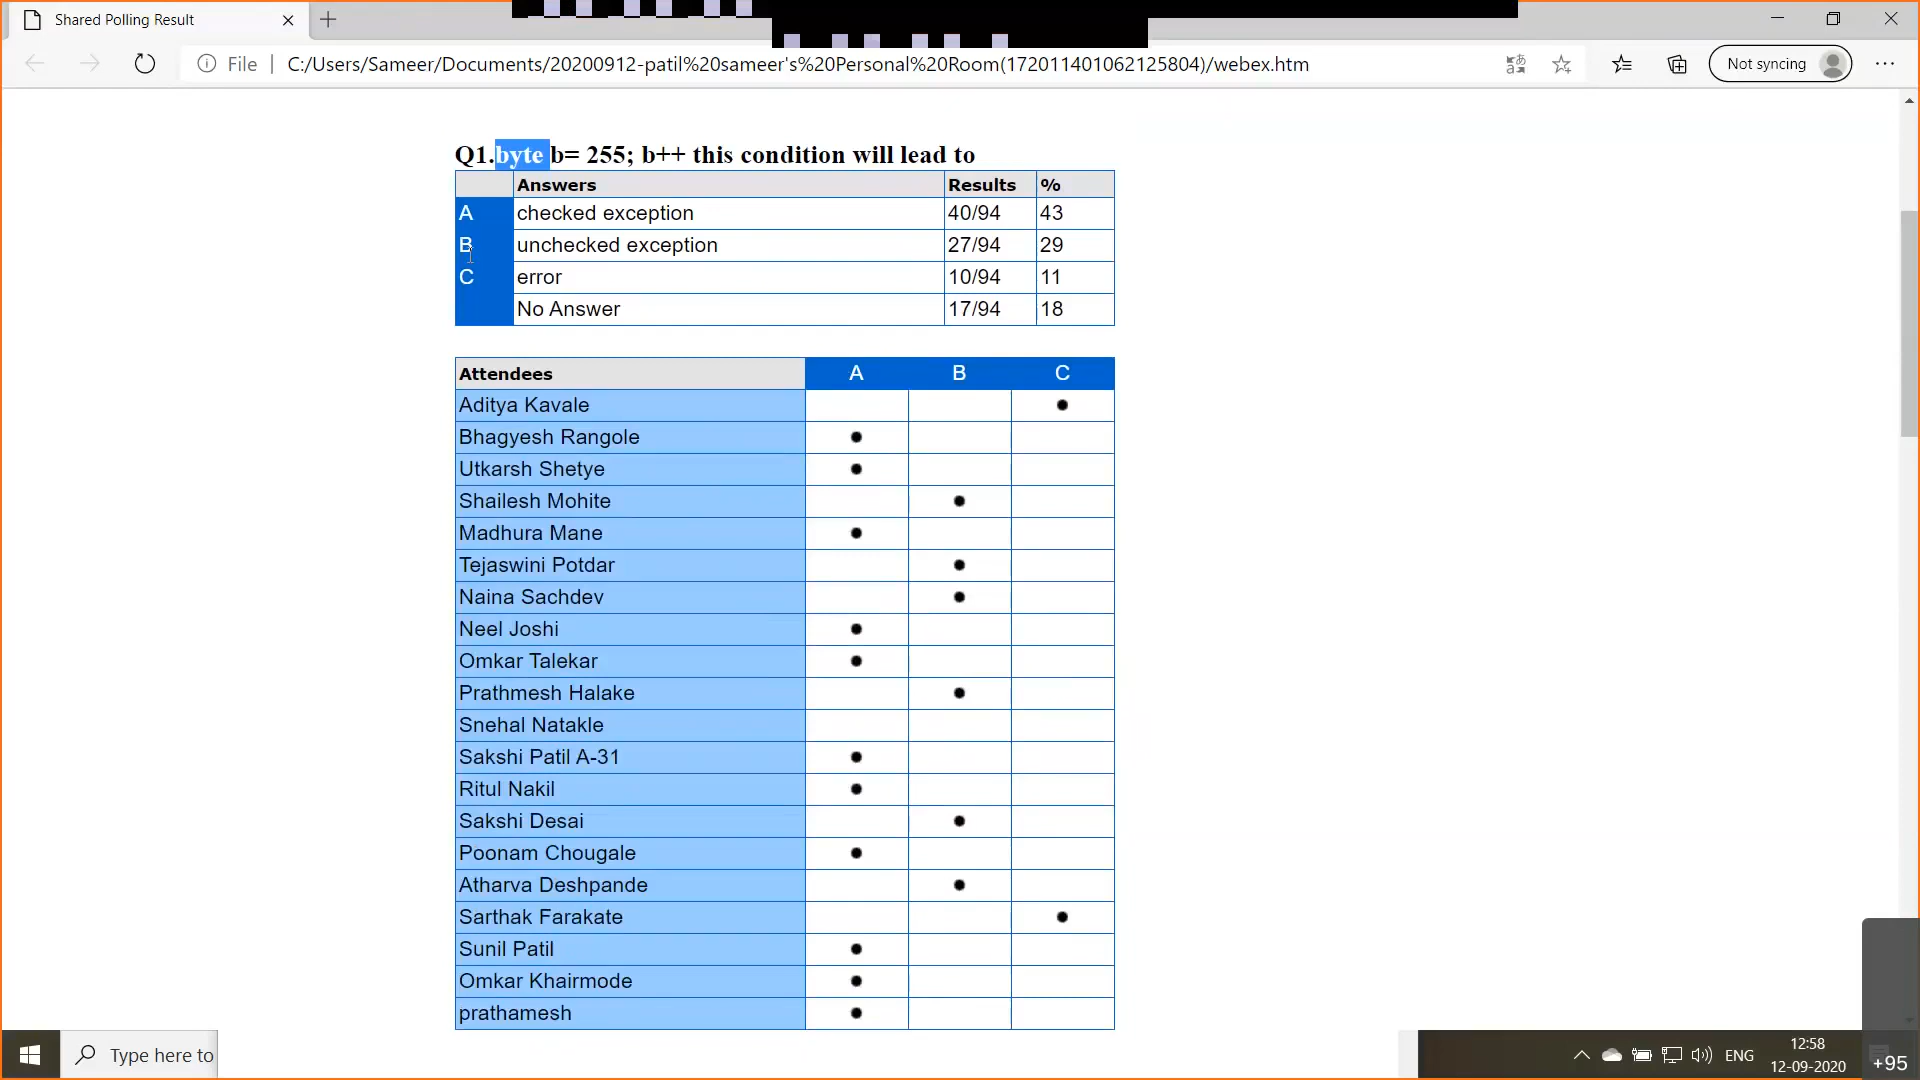 Shared Polling Result
File
C:/Users/Sameer/Documents/20200912-patil%20sameer's%20Personal%20Room(172011401062125804)/webex.htm
Not syncing
Q1.byte b= 255; b++ this condition will lead to
Answers Results %
A checked exception 40/94 43
B unchecked exception 27/94 29
C error 10/94 11
No Answer 17/94 18
Attendees A B C
Aditya Kavale
Bhagyesh Rangole
Utkarsh Shetye
Shailesh Mohite
Madhura Mane
Tejaswini Potdar
Naina Sachdev
Neel Joshi
Omkar Talekar
Prathmesh Halake
Snehal Natakle
Sakshi Patil A-31
Ritul Nakil
Sakshi Desai
Poonam Chougale
Atharva Deshpande
Sarthak Farakate
Sunil Patil
Omkar Khairmode
prathamesh
Type here to
ENG
12:58
12-09-2020
+95